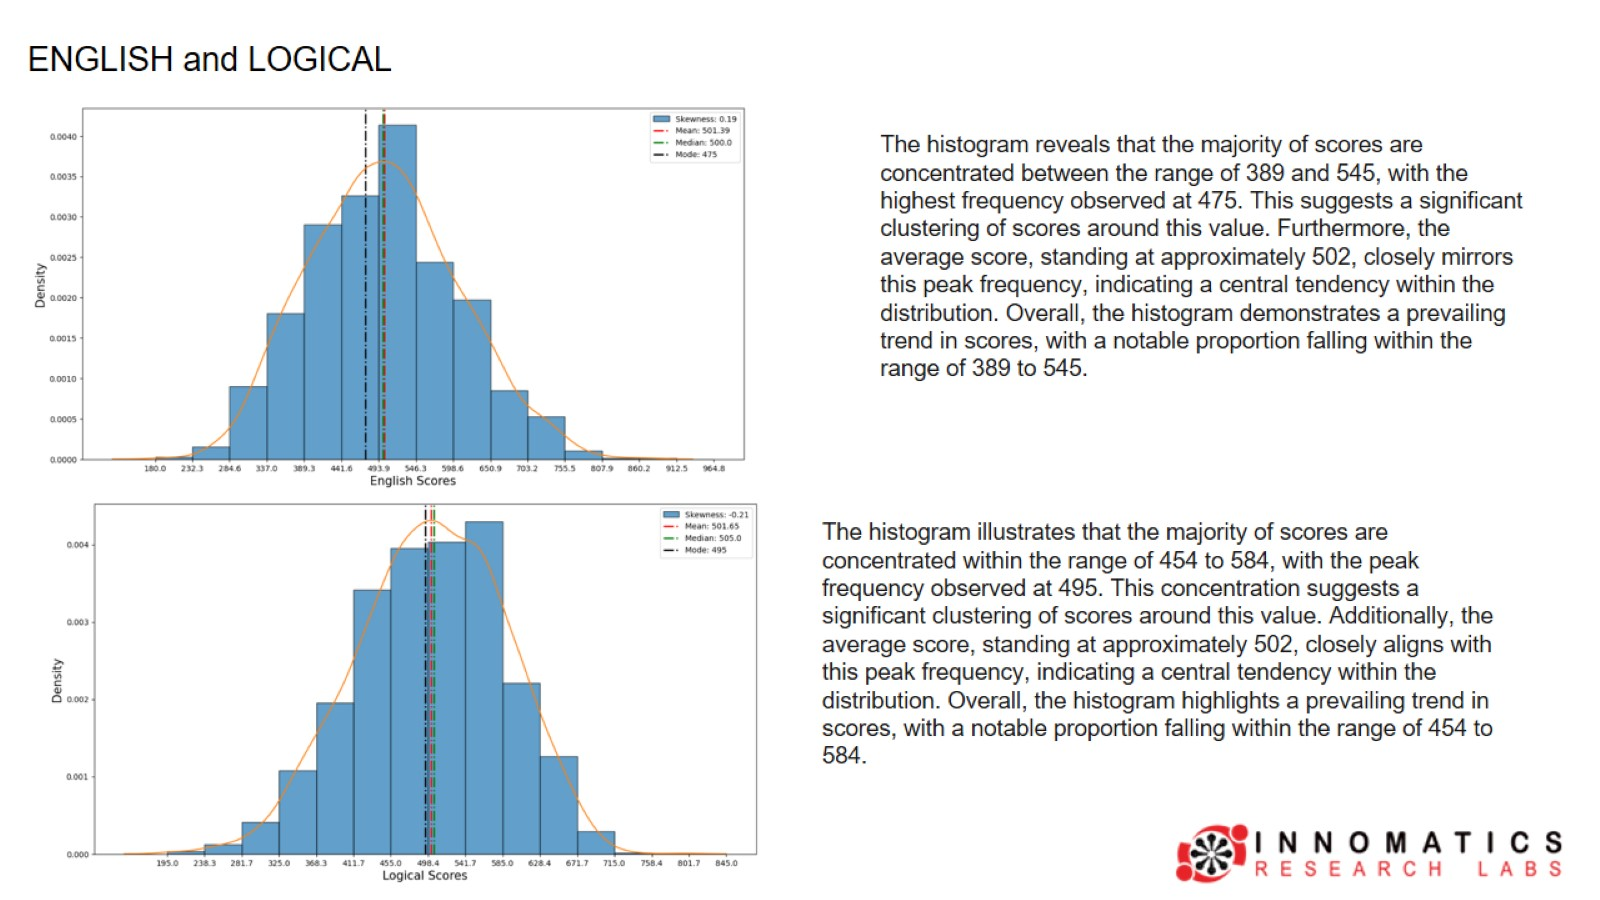 ENGLISH and LOGICAL
Skewness: 0.19
Mean: 501.39
Median: 500.0
Mode: 475
0.0040
0.0035
0.0030
0.0025
0.0020
0.0015
0.0010
0.0005
0.0000
Density
180.0 232.3 284.6 337.0 389.3 441.6 493.9 546.3 598.6 650.9 703.2 755.5 807.9 860.2 912.5 964.8
English Scores
The histogram reveals that the majority of scores are
concentrated between the range of 389 and 545, with the
highest frequency observed at 475. This suggests a significant
clustering of scores around this value. Furthermore, the
average score, standing at approximately 502, closely mirrors
this peak frequency, indicating a central tendency within the
distribution. Overall, the histogram demonstrates a prevailing
trend in scores, with a notable proportion falling within the
range of 389 to 545.
Skewness: -0.21
Mean: 501.65
Median: 505.0
Mode: 495
0.004
0.003
0.002
0.001
0.000
Density
195.0 238.3 281.7 325.0 368.3 411.7 455.0 498.4 541.7 585.0 628.4 671.7 715.0 758.4 801.7 845.0
Logical Scores
The histogram illustrates that the majority of scores are
concentrated within the range of 454 to 584, with the peak
frequency observed at 495. This concentration suggests a
significant clustering of scores around this value. Additionally, the
average score, standing at approximately 502, closely aligns with
this peak frequency, indicating a central tendency within the
distribution. Overall, the histogram highlights a prevailing trend in
scores, with a notable proportion falling within the range of 454 to
584.
INNOMATICS
RESEARCH LABS